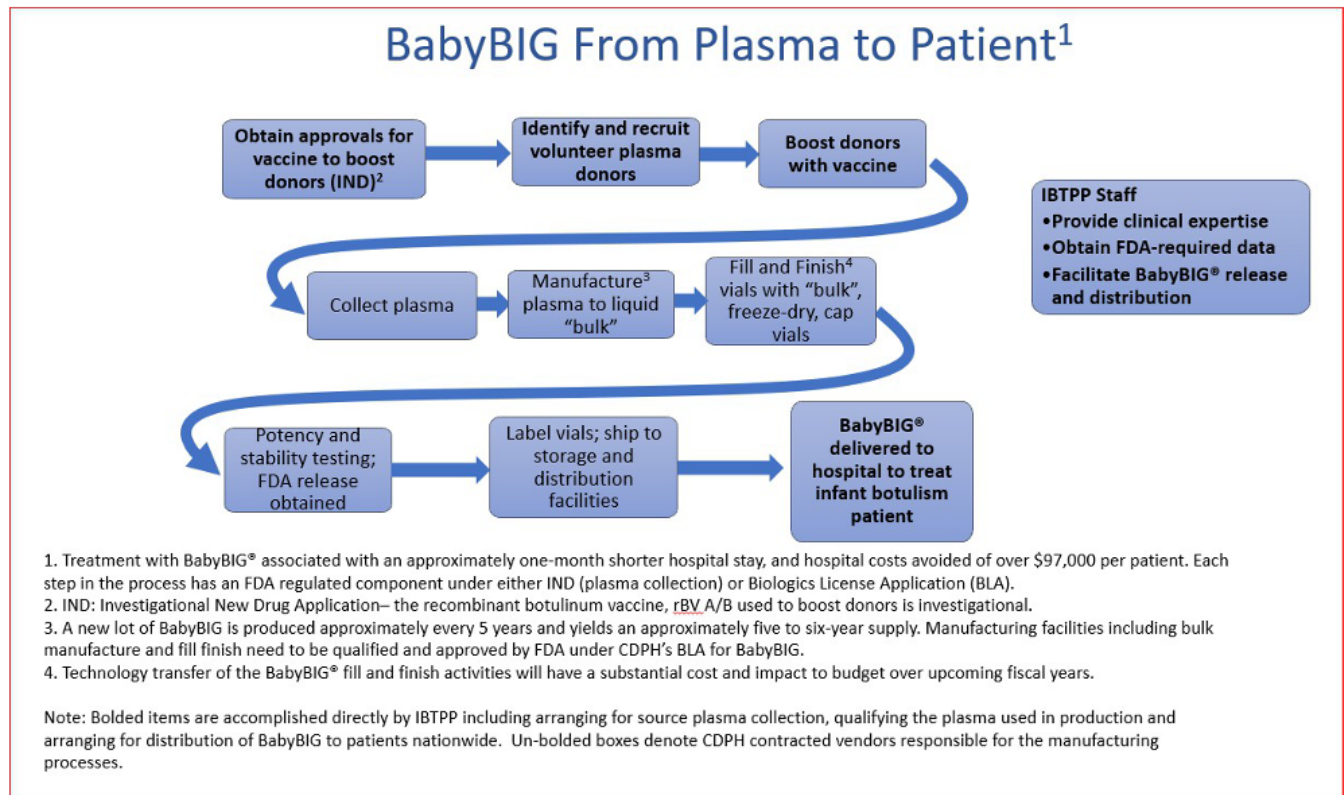 BabyBIG From Plasma to Patient¹
Obtain approvals for
vaccine to boost
donors (IND)²
Identify and recruit
volunteer plasma
donors
Boost donors
with vaccine
IBTPP Staff
•Provide clinical expertise
•Obtain FDA-required data
•Facilitate BabyBIG® release
and distribution
Collect plasma
Manufacture³
plasma to liquid
“bulk”
Fill and Finish⁴
vials with “bulk”,
freeze-dry, cap
vials
Potency and
stability testing;
FDA release
obtained
Label vials; ship to
storage and
distribution
facilities
BabyBIG®
delivered to
hospital to treat
infant botulism
patient
1. Treatment with BabyBIG® associated with an approximately one-month shorter hospital stay, and hospital costs avoided of over $97,000 per patient. Each
step in the process has an FDA regulated component under either IND (plasma collection) or Biologics License Application (BLA).
2. IND: Investigational New Drug Application– the recombinant botulinum vaccine, rBV A/B used to boost donors is investigational.
3. A new lot of BabyBIG is produced approximately every 5 years and yields an approximately five to six-year supply. Manufacturing facilities including bulk
manufacture and fill finish need to be qualified and approved by FDA under CDPH’s BLA for BabyBIG.
4. Technology transfer of the BabyBIG® fill and finish activities will have a substantial cost and impact to budget over upcoming fiscal years.
Note: Bolded items are accomplished directly by IBTPP including arranging for source plasma collection, qualifying the plasma used in production and
arranging for distribution of BabyBIG to patients nationwide. Un-bolded boxes denote CDPH contracted vendors responsible for the manufacturing
processes.